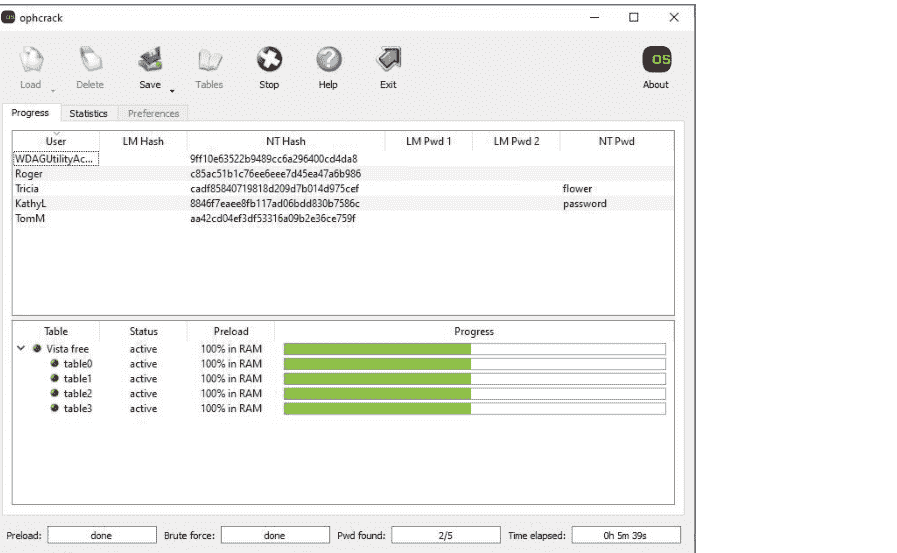 ophcrack
Load Delete Save Tables Stop Help Exit OS About
Progress Statistics Preferences
User LM Hash NT Hash LM Pwd 1 LM Pwd 2 NT Pwd
WDAGUtilityAc... 9ff10e63522b9489cc6a296400cd4da8
Roger c85ac51b1c76ee6eee7d45ea47a6b986
Tricia cadf85840719818d209d7b014d975cef flower
KathyL 8846f7eaee8fb117ad06bdd830b7586c password
TomM aa42cd04ef3df53316a09b2e36ce759f
Table Status Preload Progress
Vista free active 100% in RAM
table0 active 100% in RAM
table1 active 100% in RAM
table2 active 100% in RAM
table3 active 100% in RAM
Preload: done Brute force: done Pwd found: 2/5 Time elapsed: 0h 5m 39s